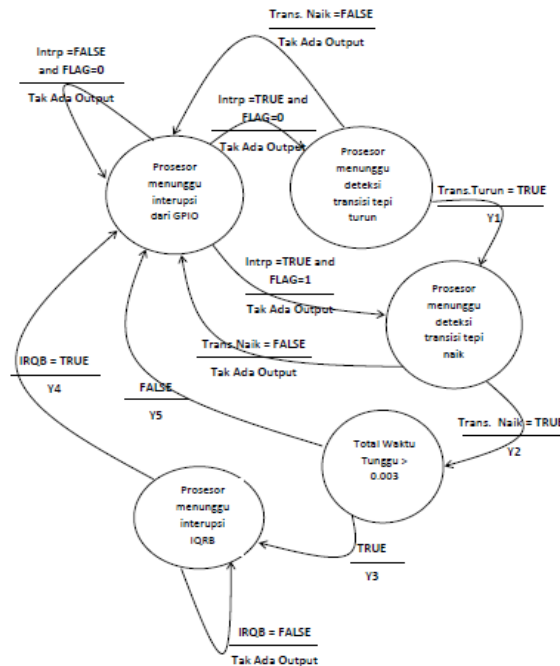 Trans. Naik =FALSE
Tak Ada Output
Intrp =FALSE
and FLAG=0
Tak Ada Output
Intrp =TRUE and
FLAG=0
Tak Ada Output
Prosesor
menunggu
interupsi
dari GPIO
Prosesor
menunggu
deteksi
transisi tepi
turun
Trans.Turun = TRUE
Y1
Intrp =TRUE and
FLAG=1
Tak Ada Output
Prosesor
menunggu
deteksi
transisi tepi
naik
Trans.Naik = FALSE
Tak Ada Output
IRQB = TRUE
Y4
FALSE
Y5
Trans. Naik = TRUE
Y2
Total Waktu
Tunggu >
0.003
Prosesor
menunggu
interupsi
IQRB
TRUE
Y3
IRQB = FALSE
Tak Ada Output